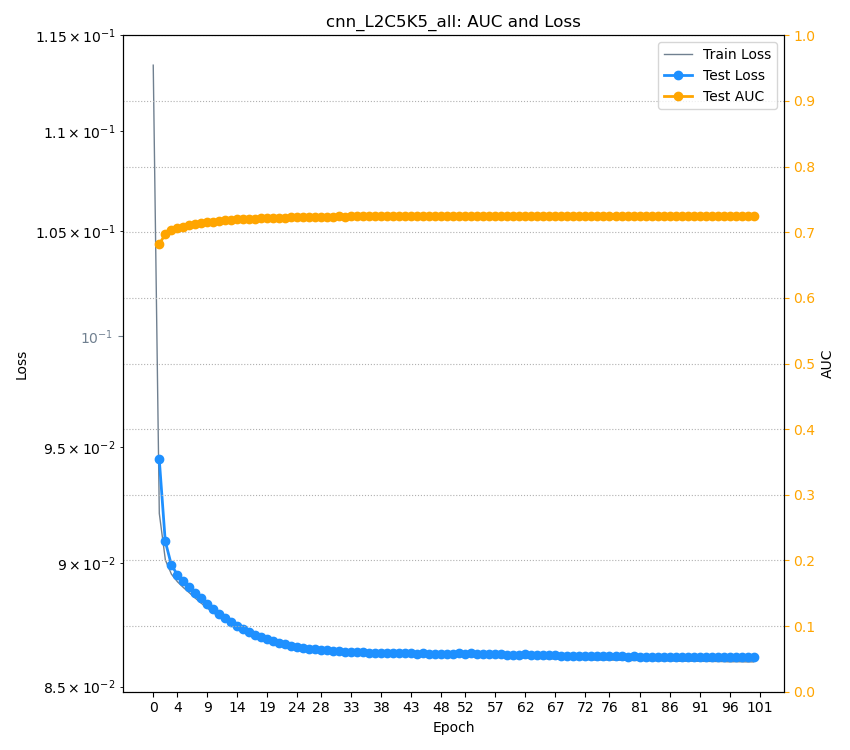 cnn_L2C5K5_all: AUC and Loss
Train Loss
Test Loss
Test AUC
Loss
1.15 × 10⁻¹
1.1 × 10⁻¹
1.05 × 10⁻¹
10⁻¹
9.5 × 10⁻²
9 × 10⁻²
8.5 × 10⁻²
AUC
1.0
0.9
0.8
0.7
0.6
0.5
0.4
0.3
0.2
0.1
0.0
0 4 9 14 19 24 28 33 38 43 48 52 57 62 67 72 76 81 86 91 96 101
Epoch